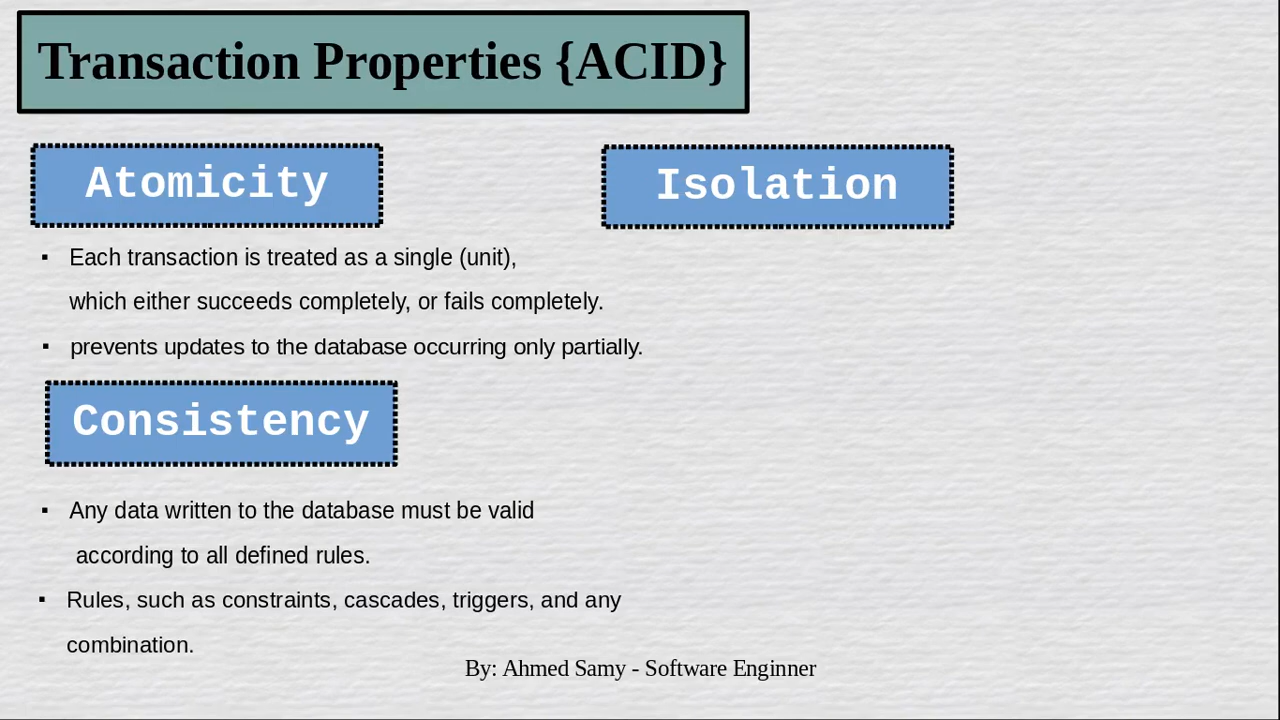 Transaction Properties {ACID}
Atomicity
▪ Each transaction is treated as a single (unit),
which either succeeds completely, or fails completely.
▪ prevents updates to the database occurring only partially.
Consistency
▪ Any data written to the database must be valid
according to all defined rules.
▪ Rules, such as constraints, cascades, triggers, and any
combination.
Isolation
By: Ahmed Samy - Software Enginner